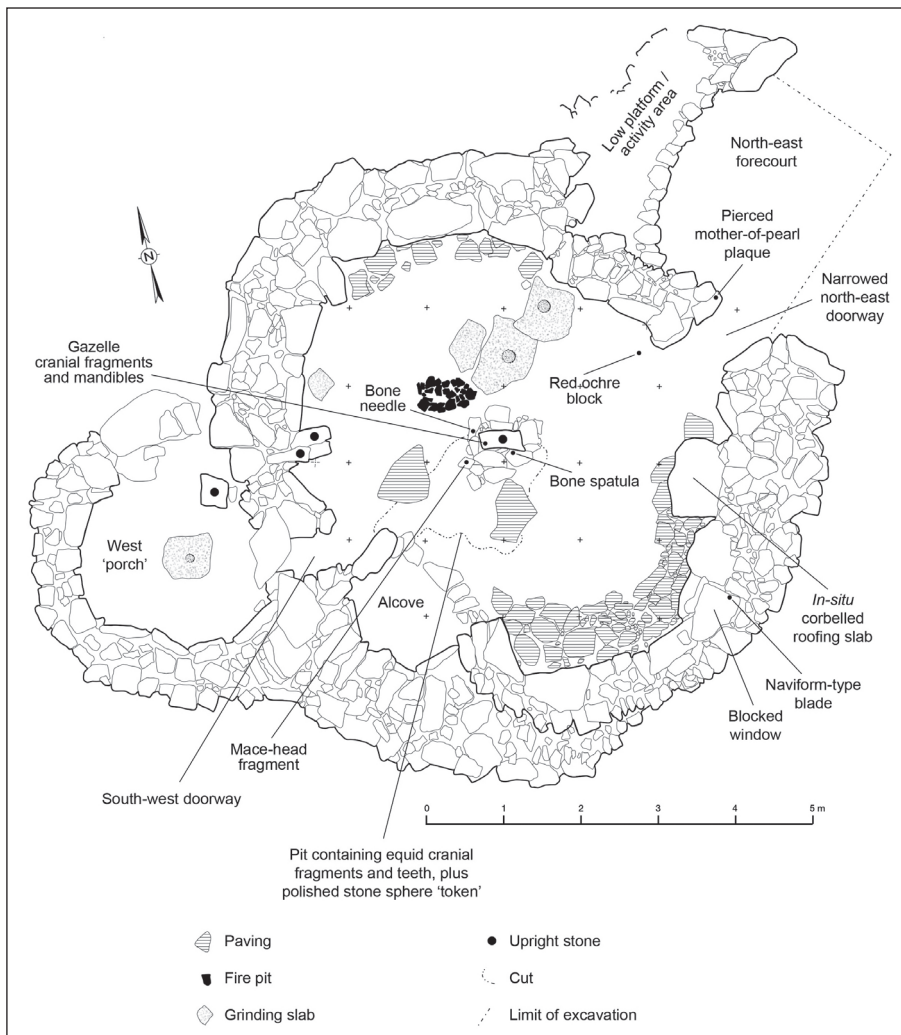 Low platform /
activity area
North-east
forecourt
Pierced
mother-of-pearl
plaque
Narrowed
north-east
doorway
N
Gazelle
cranial fragments
and mandibles
Bone
needle
Red ochre
block
Bone spatula
West
‘porch’
Alcove
In-situ
corbelled
roofing slab
Naviform-type
blade
Blocked
window
Mace-head
fragment
South-west doorway
0 1 2 3 4 5 m
Pit containing equid cranial
fragments and teeth, plus
polished stone sphere ‘token’
Paving
Upright stone
Fire pit
Cut
Grinding slab
Limit of excavation